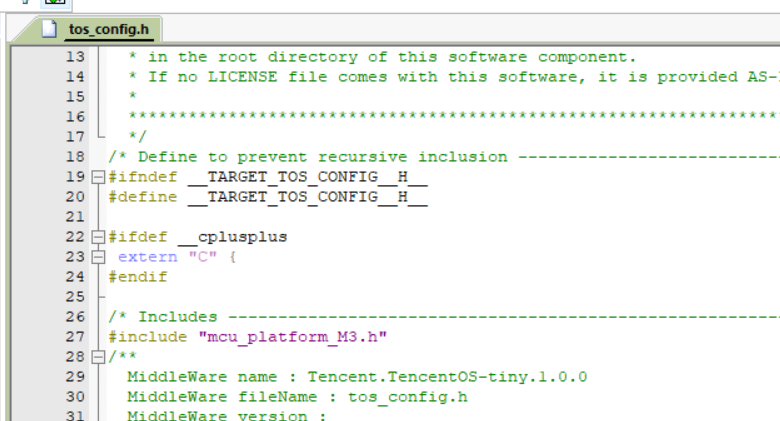 tos_config.h
13 * in the root directory of this software component.
14 * If no LICENSE file comes with this software, it is provided AS-
15 *
16 ******************************************************************
17 */
18 /* Define to prevent recursive inclusion ---------------------------
19 #ifndef __TARGET_TOS_CONFIG__H__
20 #define __TARGET_TOS_CONFIG__H__
21
22 #ifdef __cplusplus
23 extern "C" {
24 #endif
25
26 /* Includes --------------------------------------------------------
27 #include "mcu_platform_M3.h"
28 /**
29 MiddleWare name : Tencent.TencentOS-tiny.1.0.0
30 MiddleWare fileName : tos_config.h
31 MiddleWare version :